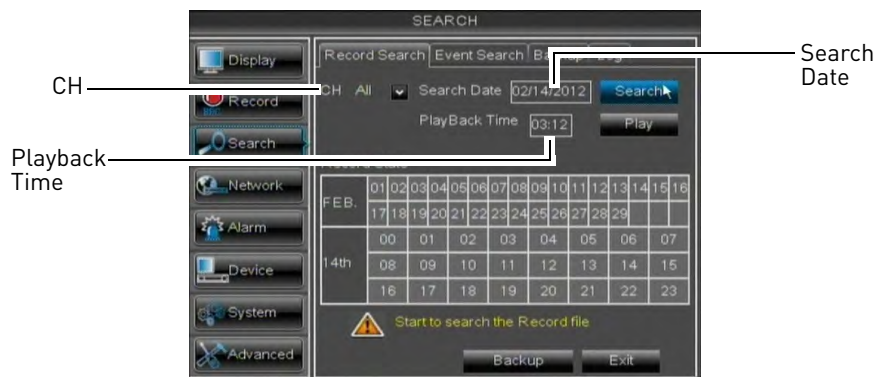 SEARCH
Display
Record
REC
Search
Network
Alarm
Device
System
Advanced
Record Search Event Search
CH All Search Date 02/14/2012 Search
PlayBack Time 03:12 Play
FEB. 01 02 03 04 05 06 07 08 09 10 11 12 13 14 15 16
17 18 19 20 21 22 23 24 25 26 27 28 29
14th 00 01 02 03 04 05 06 07
08 09 10 11 12 13 14 15
16 17 18 19 20 21 22 23
Start to search the Record file
Backup Exit
CH
Playback
Time
Search
Date